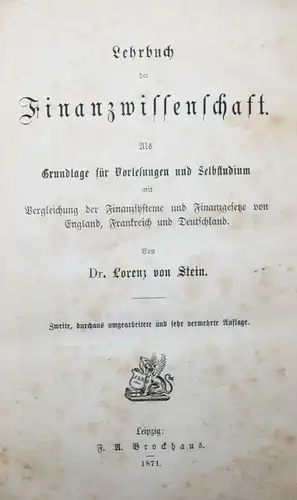 Lehrbuch
der
Finanzwissenschaft.
Als
Grundlage für Vorlesungen und Selbstudium
mit
Vergleichung der Finanzsysteme und Finanzgesetze von
England, Frankreich und Deutschland.
Von
Dr. Lorenz von Stein.
Zweite, durchaus umgearbeitete und sehr vermehrte Auflage.
Leipzig:
F. A. Brockhaus.
1871.